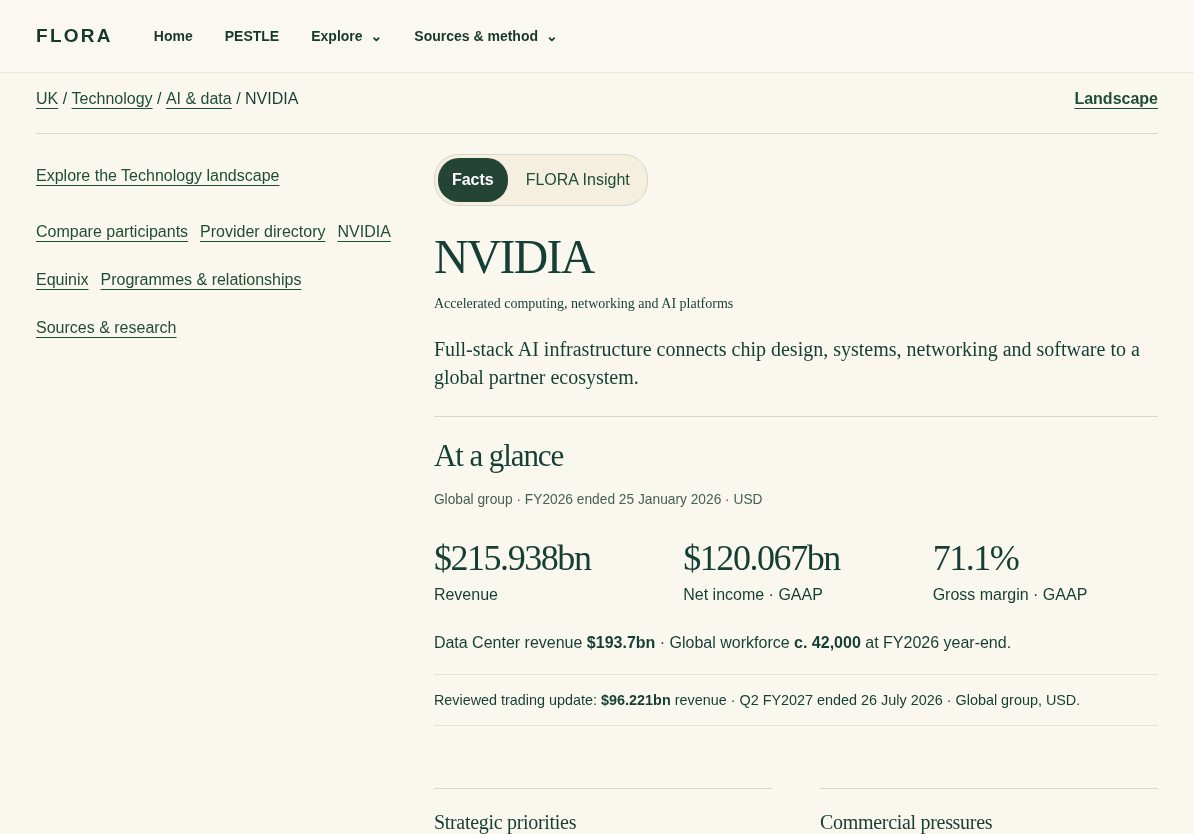 FLORA Home PESTLE Explore Sources & method
UK / Technology / AI & data / NVIDIA Landscape
Explore the Technology landscape
Compare participants Provider directory NVIDIA
Equinix Programmes & relationships
Sources & research
Facts FLORA Insight
NVIDIA
Accelerated computing, networking and AI platforms
Full-stack AI infrastructure connects chip design, systems, networking and software to a
global partner ecosystem.
At a glance
Global group · FY2026 ended 25 January 2026 · USD
$215.938bn $120.067bn 71.1%
Revenue Net income · GAAP Gross margin · GAAP
Data Center revenue $193.7bn · Global workforce c. 42,000 at FY2026 year-end.
Reviewed trading update: $96.221bn revenue · Q2 FY2027 ended 26 July 2026 · Global group, USD.
Strategic priorities Commercial pressures